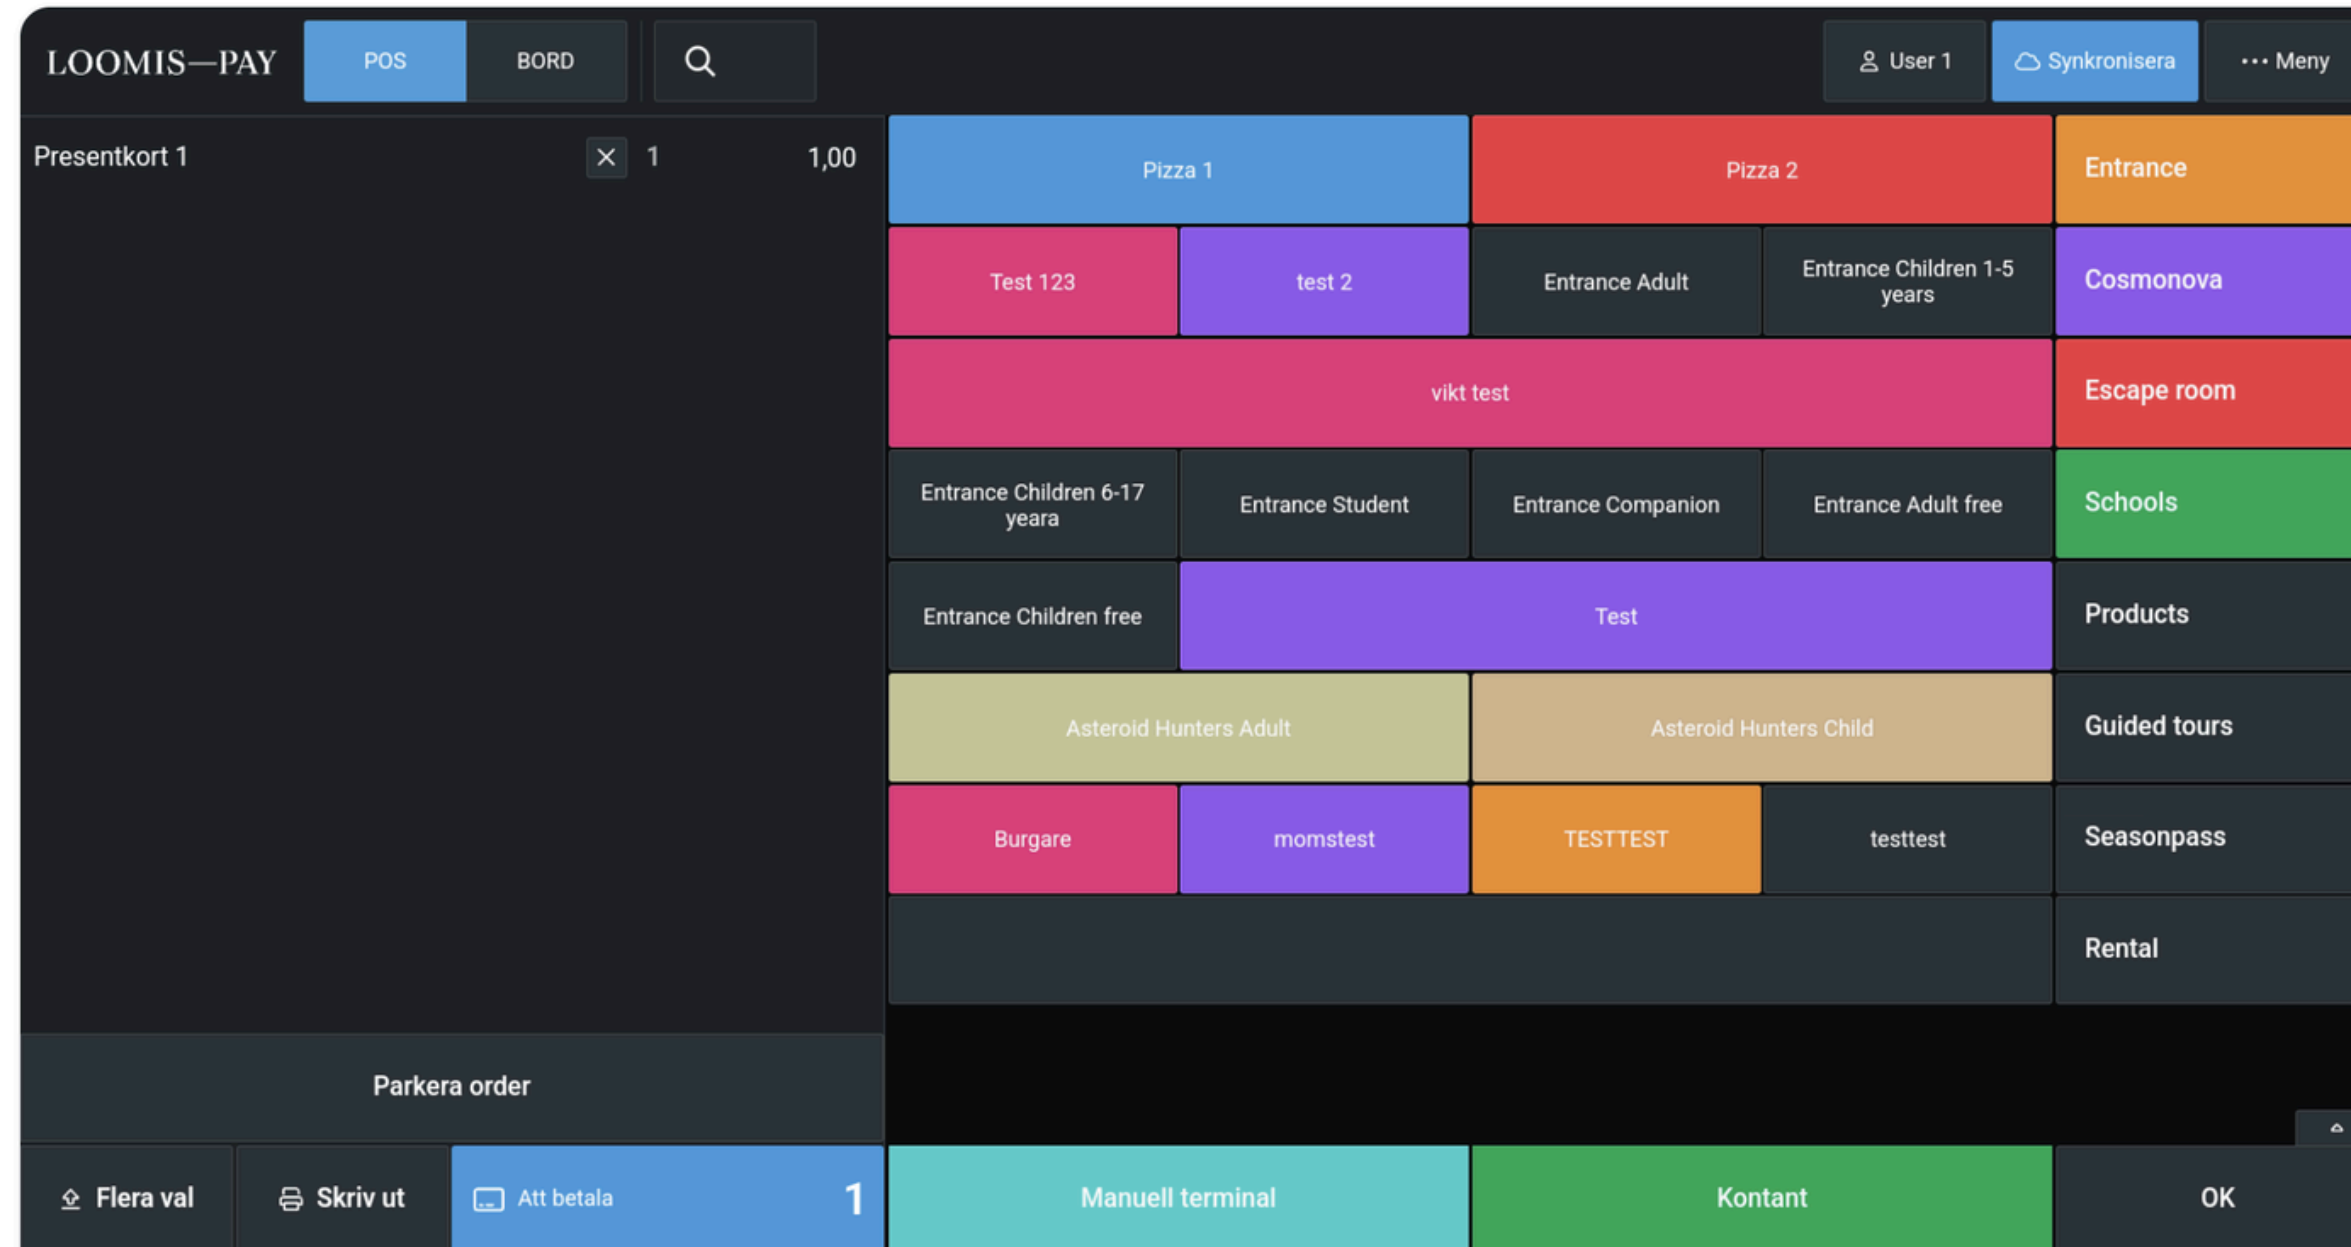 LOOMIS—PAY
POS
BORD
User 1
Synkronisera
··· Meny
Presentkort 1
1
1,00
Pizza 1
Pizza 2
Entrance
Test 123
test 2
Entrance Adult
Entrance Children 1-5
years
Cosmonova
vikt test
Escape room
Entrance Children 6-17
yeara
Entrance Student
Entrance Companion
Entrance Adult free
Schools
Entrance Children free
Test
Products
Asteroid Hunters Adult
Asteroid Hunters Child
Guided tours
Burgare
momstest
TESTTEST
testtest
Seasonpass
Rental
Parkera order
Flera val
Skriv ut
Att betala
1
Manuell terminal
Kontant
OK